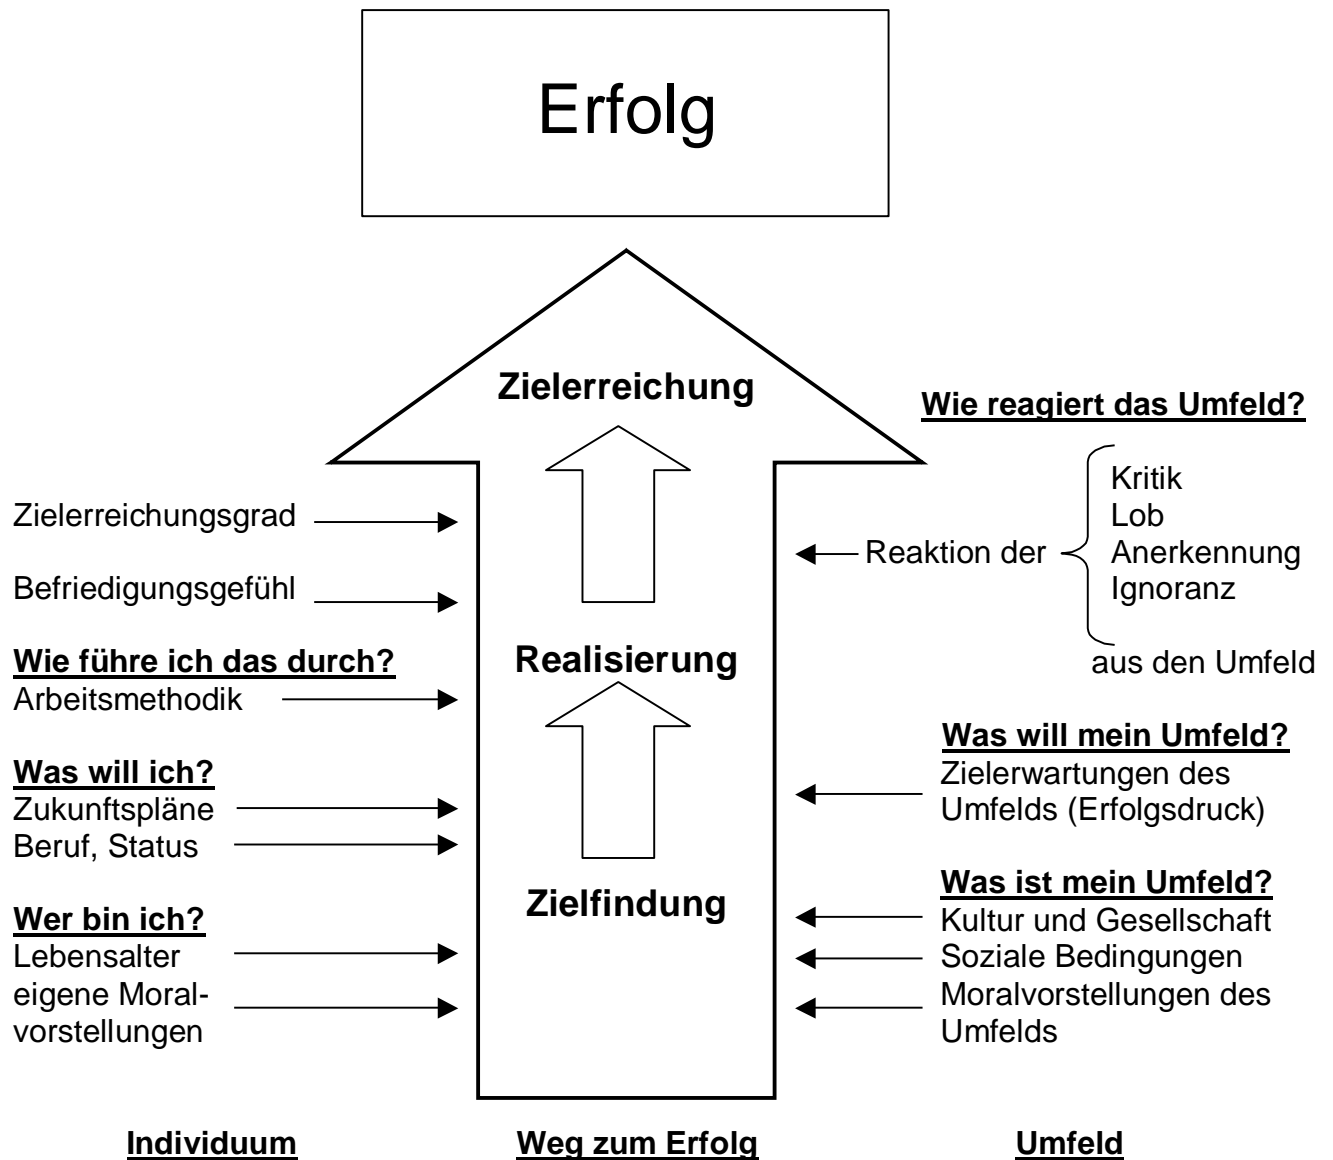 Erfolg
Zielerreichung
Wie reagiert das Umfeld?
Kritik
Lob
Anerkennung
Ignoranz
Reaktion der
aus den Umfeld
Zielerreichungsgrad
Befriedigungsgefühl
Wie führe ich das durch?
Arbeitsmethodik
Realisierung
Was will ich?
Zukunftspläne
Beruf, Status
Was will mein Umfeld?
Zielerwartungen des
Umfelds (Erfolgsdruck)
Zielfindung
Wer bin ich?
Lebensalter
eigene Moral-
vorstellungen
Was ist mein Umfeld?
Kultur und Gesellschaft
Soziale Bedingungen
Moralvorstellungen des
Umfelds
Individuum
Weg zum Erfolg
Umfeld